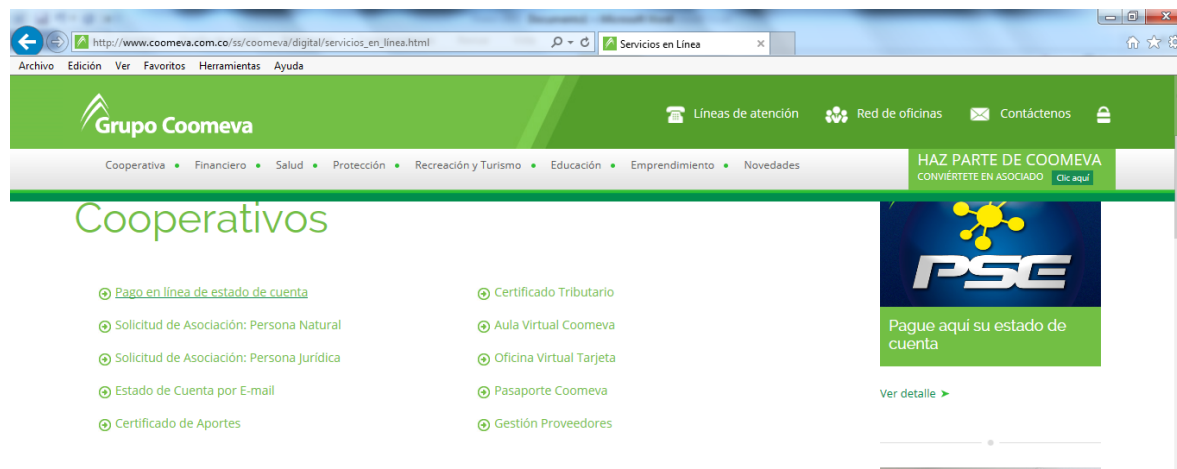 http://www.coomeva.com.co/ss/coomeva/digital/servicios_en_linea.html
Servicios en Línea
Archivo Edición Ver Favoritos Herramientas Ayuda
Grupo Coomeva
Líneas de atención
Red de oficinas
Contáctenos
Cooperativa • Financiero • Salud • Protección • Recreación y Turismo • Educación • Emprendimiento • Novedades
HAZ PARTE DE COOMEVA
CONVIÉRTETE EN ASOCIADO Clic aquí
Cooperativos
Pago en línea de estado de cuenta
Solicitud de Asociación: Persona Natural
Solicitud de Asociación: Persona Jurídica
Estado de Cuenta por E-mail
Certificado de Aportes
Certificado Tributario
Aula Virtual Coomeva
Oficina Virtual Tarjeta
Pasaporte Coomeva
Gestión Proveedores
PSE
Pague aquí su estado de
cuenta
Ver detalle